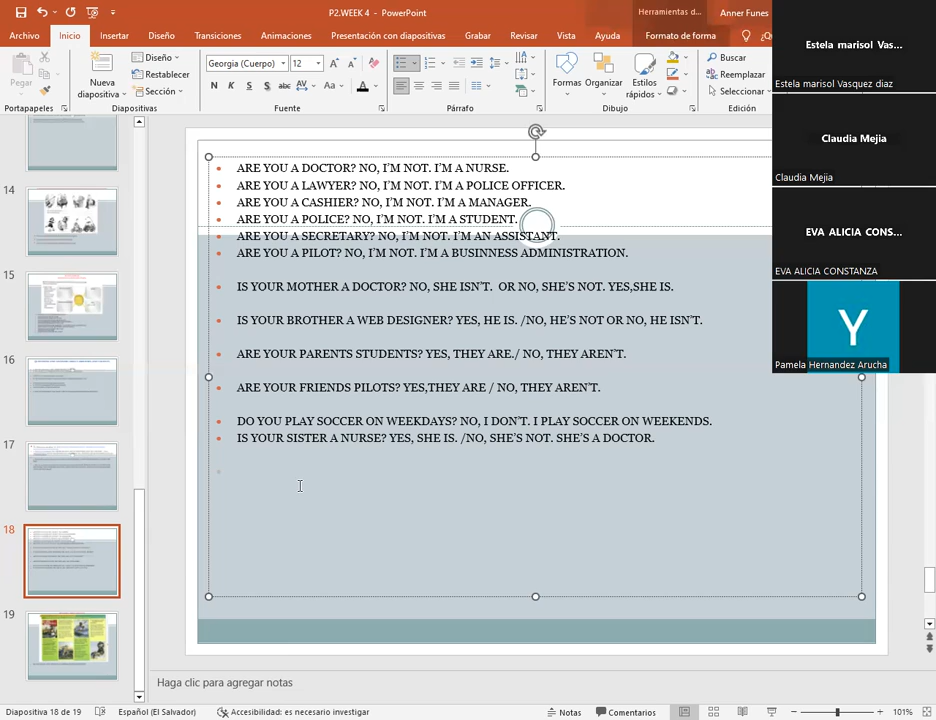 P2.WEEK 4 - PowerPoint
Herramientas d...
Anner Funes
Archivo
Inicio
Insertar
Diseño
Transiciones
Animaciones
Presentación con diapositivas
Grabar
Revisar
Vista
Ayuda
Formato de forma
¿Qu
Pegar
Nueva diapositiva
Diseño
Restablecer
Sección
Georgia (Cuerpo)
12
N K S S abc AV Aa A
Formas
Organizar
Estilos rápidos
Buscar
Reemplazar
Seleccionar
Portapapeles
Diapositivas
Fuente
Párrafo
Dibujo
Edición
14
15
16
17
18
19
ARE YOU A DOCTOR? NO, I'M NOT. I'M A NURSE.
ARE YOU A LAWYER? NO, I'M NOT. I'M A POLICE OFFICER.
ARE YOU A CASHIER? NO, I'M NOT. I'M A MANAGER.
ARE YOU A POLICE? NO, I'M NOT. I'M A STUDENT.
ARE YOU A SECRETARY? NO, I'M NOT. I'M AN ASSISTANT.
ARE YOU A PILOT? NO, I'M NOT. I'M A BUSINNESS ADMINISTRATION.
IS YOUR MOTHER A DOCTOR? NO, SHE ISN'T. OR NO, SHE'S NOT. YES,SHE IS.
IS YOUR BROTHER A WEB DESIGNER? YES, HE IS. /NO, HE'S NOT OR NO, HE ISN'T.
ARE YOUR PARENTS STUDENTS? YES, THEY ARE./ NO, THEY AREN'T.
ARE YOUR FRIENDS PILOTS? YES,THEY ARE / NO, THEY AREN'T.
DO YOU PLAY SOCCER ON WEEKDAYS? NO, I DON'T. I PLAY SOCCER ON WEEKENDS.
IS YOUR SISTER A NURSE? YES, SHE IS. /NO, SHE'S NOT. SHE'S A DOCTOR.
Estela marisol Vas...
Estela marisol Vasquez diaz
Claudia Mejia
Claudia Mejia
EVA ALICIA CONS...
EVA ALICIA CONSTANZA
Y
Pamela Hernandez Arucha
Haga clic para agregar notas
Diapositiva 18 de 19
Español (El Salvador)
Accesibilidad: es necesario investigar
Notas
Comentarios
101%